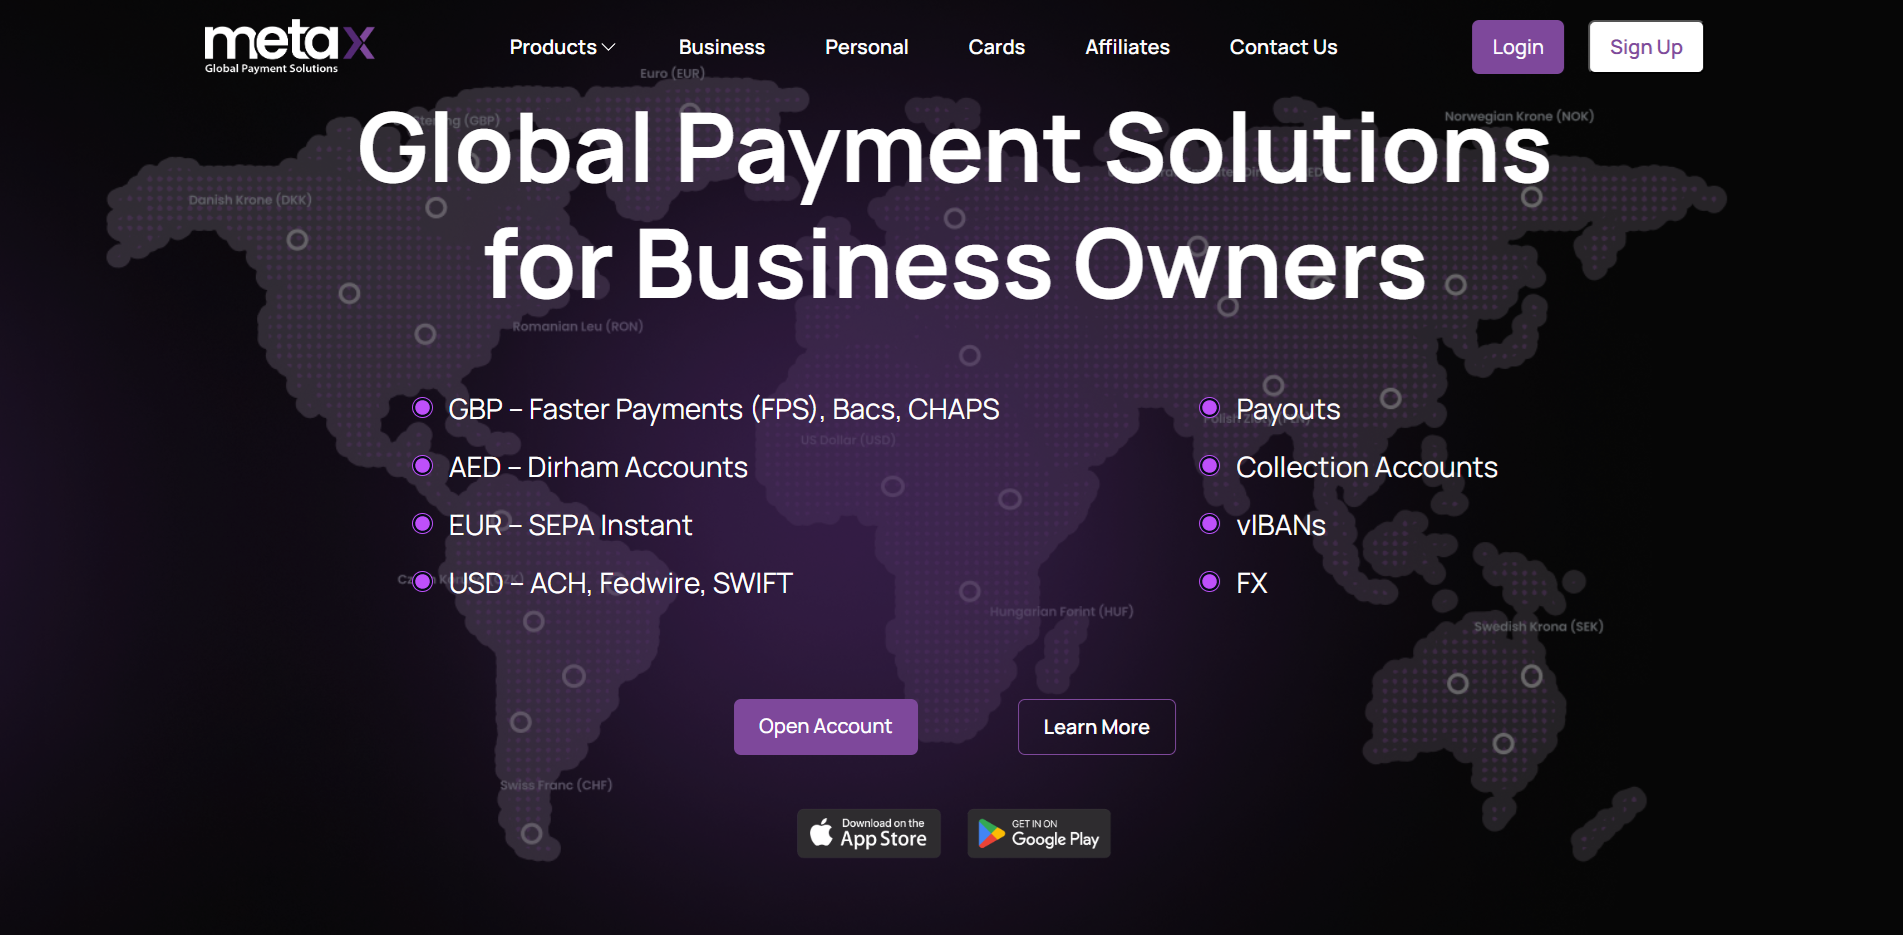 metax
Global Payment Solutions
Products
Business
Personal
Cards
Affiliates
Contact Us
Login
Sign Up
Euro (EUR)
Norwegian Krone (NOK)
Global Payment Solutions
for Business Owners
Danish Krone (DKK)
Romanian Leu (RON)
GBP – Faster Payments (FPS), Bacs, CHAPS
Payouts
US Dollar (USD)
AED – Dirham Accounts
Collection Accounts
EUR – SEPA Instant
vIBANs
USD – ACH, Fedwire, SWIFT
FX
Hungarian Forint (HUF)
Swedish Krona (SEK)
Open Account
Learn More
Swiss Franc (CHF)
Download on the
App Store
GET IN ON
Google Play